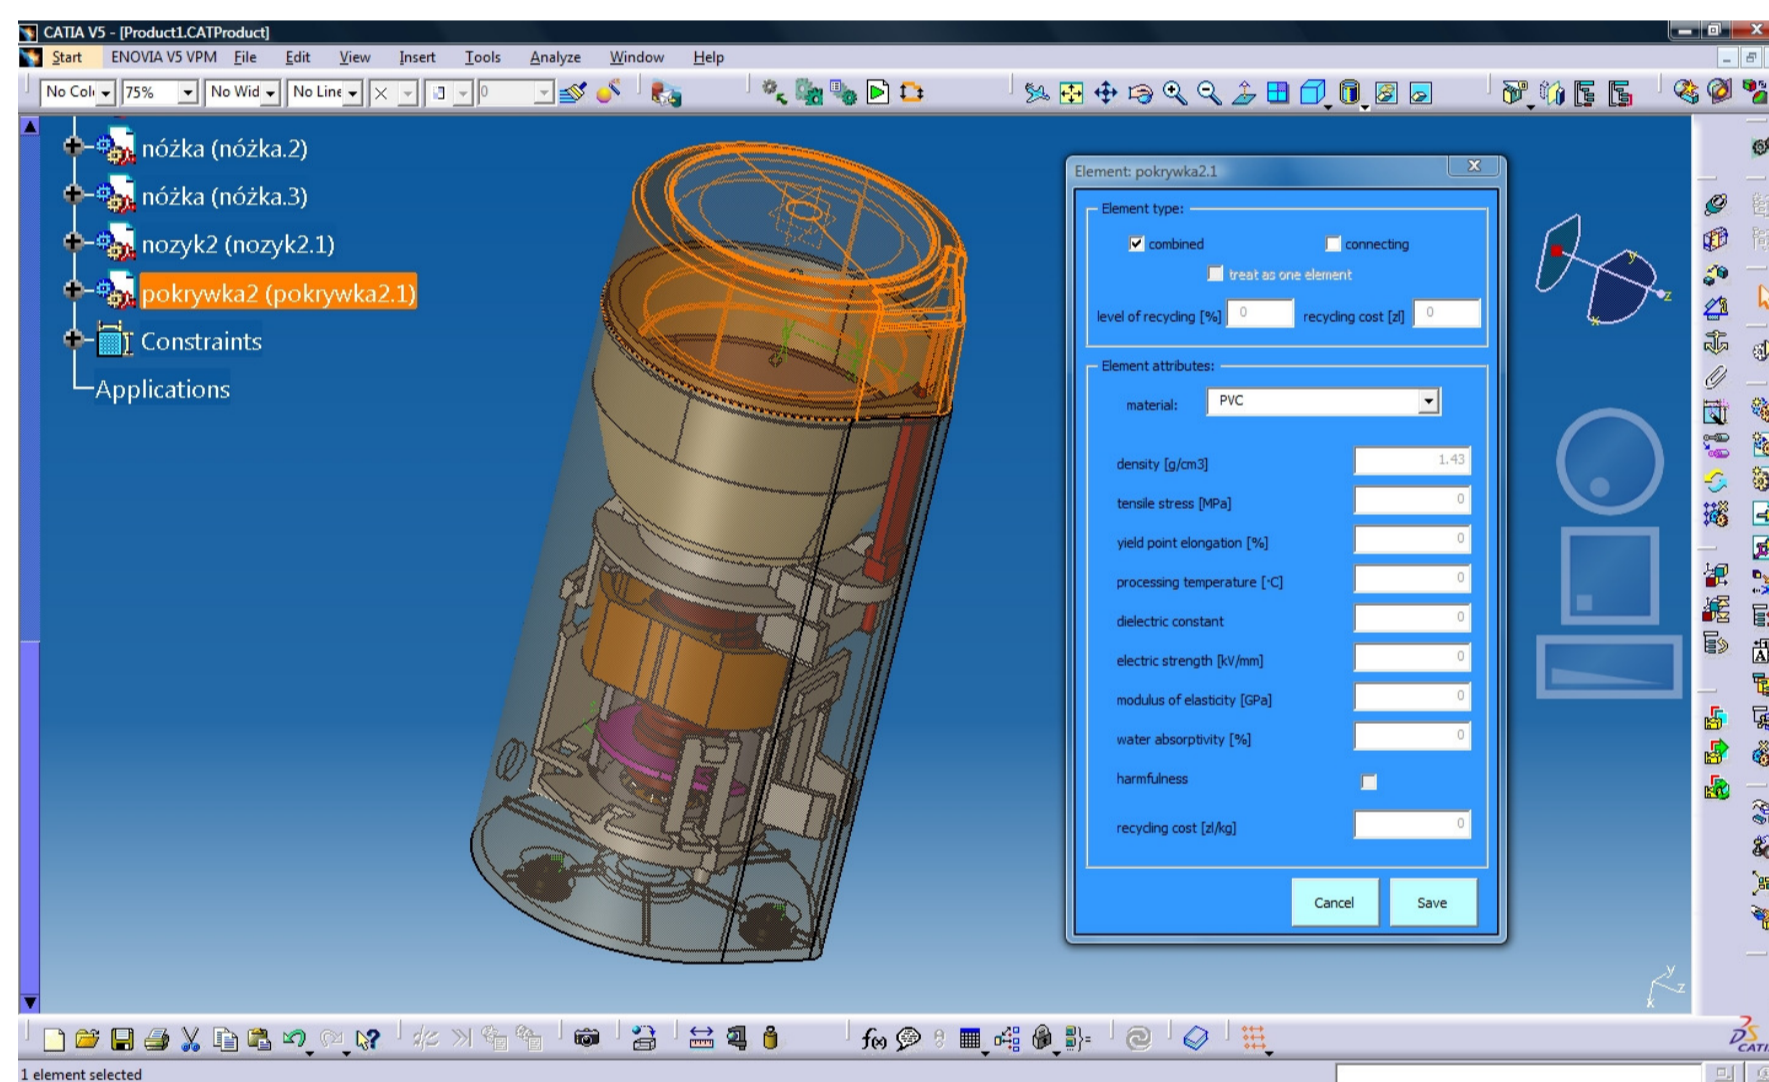 CATIA V5 - [Product1.CATProduct]
Start ENOVIA V5 VPM File Edit View Insert Tools Analyze Window Help
No Colo 75% No Wid No Line 0
nóżka (nóżka.2)
nóżka (nóżka.3)
nozyk2 (nozyk2.1)
pokrywka2 (pokrywka2.1)
Constraints
Applications
Element: pokrywka2.1
Element type:
combined connecting
treat as one element
level of recycling [%] 0 recycling cost [zl] 0
Element attributes:
material: PVC
density [g/cm3] 1.43
tensile stress [MPa] 0
yield point elongation [%] 0
processing temperature [·C] 0
dielectric constant 0
electric strength [kV/mm] 0
modulus of elasticity [GPa] 0
water absorptivity [%] 0
harmfulness
recycling cost [zl/kg] 0
Cancel Save
y
z
x
y
z
x
f(x)
CATIA
1 element selected